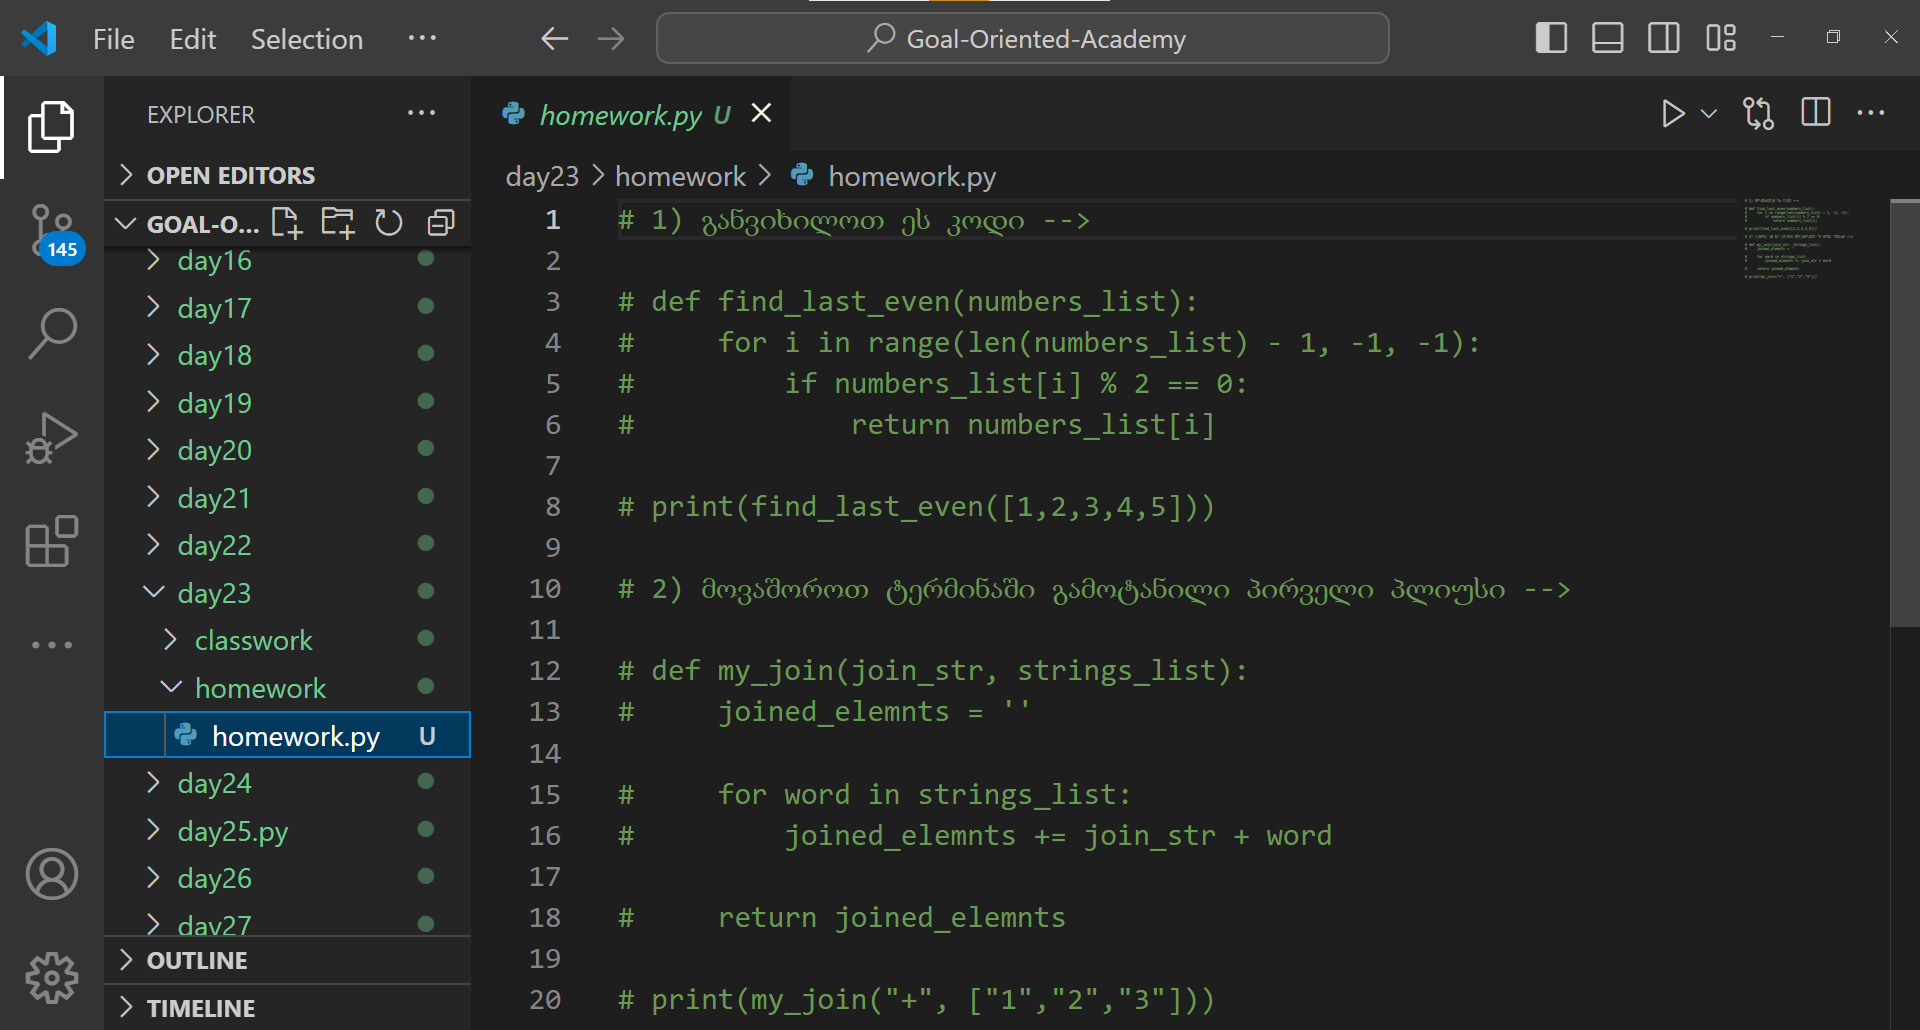 File Edit Selection ···
Goal-Oriented-Academy
EXPLORER ···
OPEN EDITORS
GOAL-O...
day16
day17
day18
day19
day20
day21
day22
day23
classwork
homework
homework.py U
day24
day25.py
day26
day27
OUTLINE
TIMELINE
145
homework.py U
day23 > homework > homework.py
1 # 1) განვიხილოთ ეს კოდი -->
2
3 # def find_last_even(numbers_list):
4 #     for i in range(len(numbers_list) - 1, -1, -1):
5 #         if numbers_list[i] % 2 == 0:
6 #             return numbers_list[i]
7
8 # print(find_last_even([1,2,3,4,5]))
9
10 # 2) მოვაშოროთ ტერმინაში გამოტანილი პირველი პლიუსი -->
11
12 # def my_join(join_str, strings_list):
13 #     joined_elemnts = ''
14
15 #     for word in strings_list:
16 #         joined_elemnts += join_str + word
17
18 #     return joined_elemnts
19
20 # print(my_join("+", ["1","2","3"]))